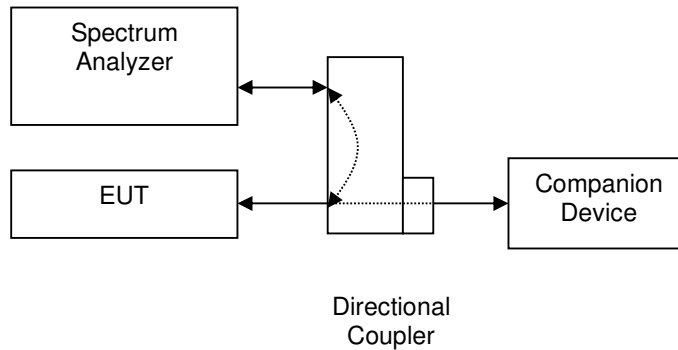 Spectrum
Analyzer
EUT
Companion
Device
Directional
Coupler